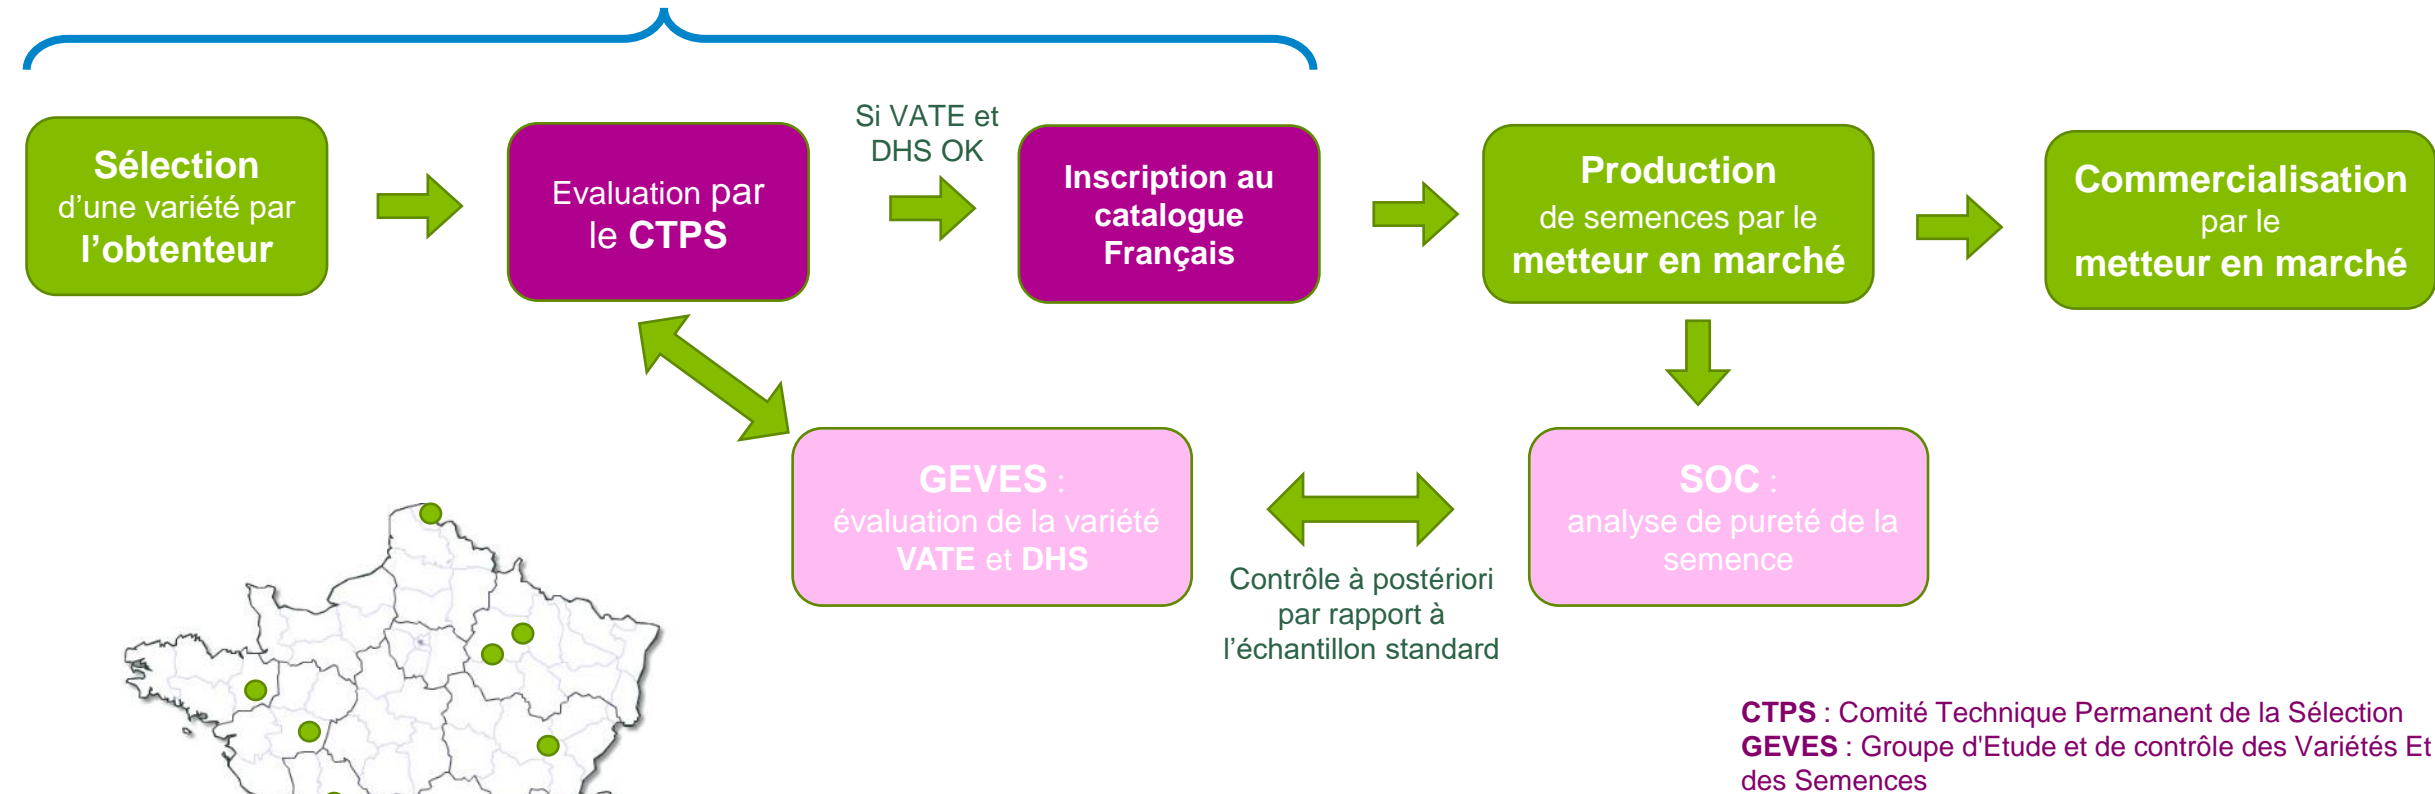 Sélection
d’une variété par
l’obtenteur
Evaluation par
le CTPS
Si VATE et
DHS OK
Inscription au
catalogue
Français
Production
de semences par le
metteur en marché
Commercialisation
par le
metteur en marché
GEVES :
évaluation de la variété
VATE et DHS
Contrôle à postériori
par rapport à
l’échantillon standard
SOC :
analyse de pureté de la
semence
CTPS : Comité Technique Permanent de la Sélection
GEVES : Groupe d'Etude et de contrôle des Variétés Et
des Semences